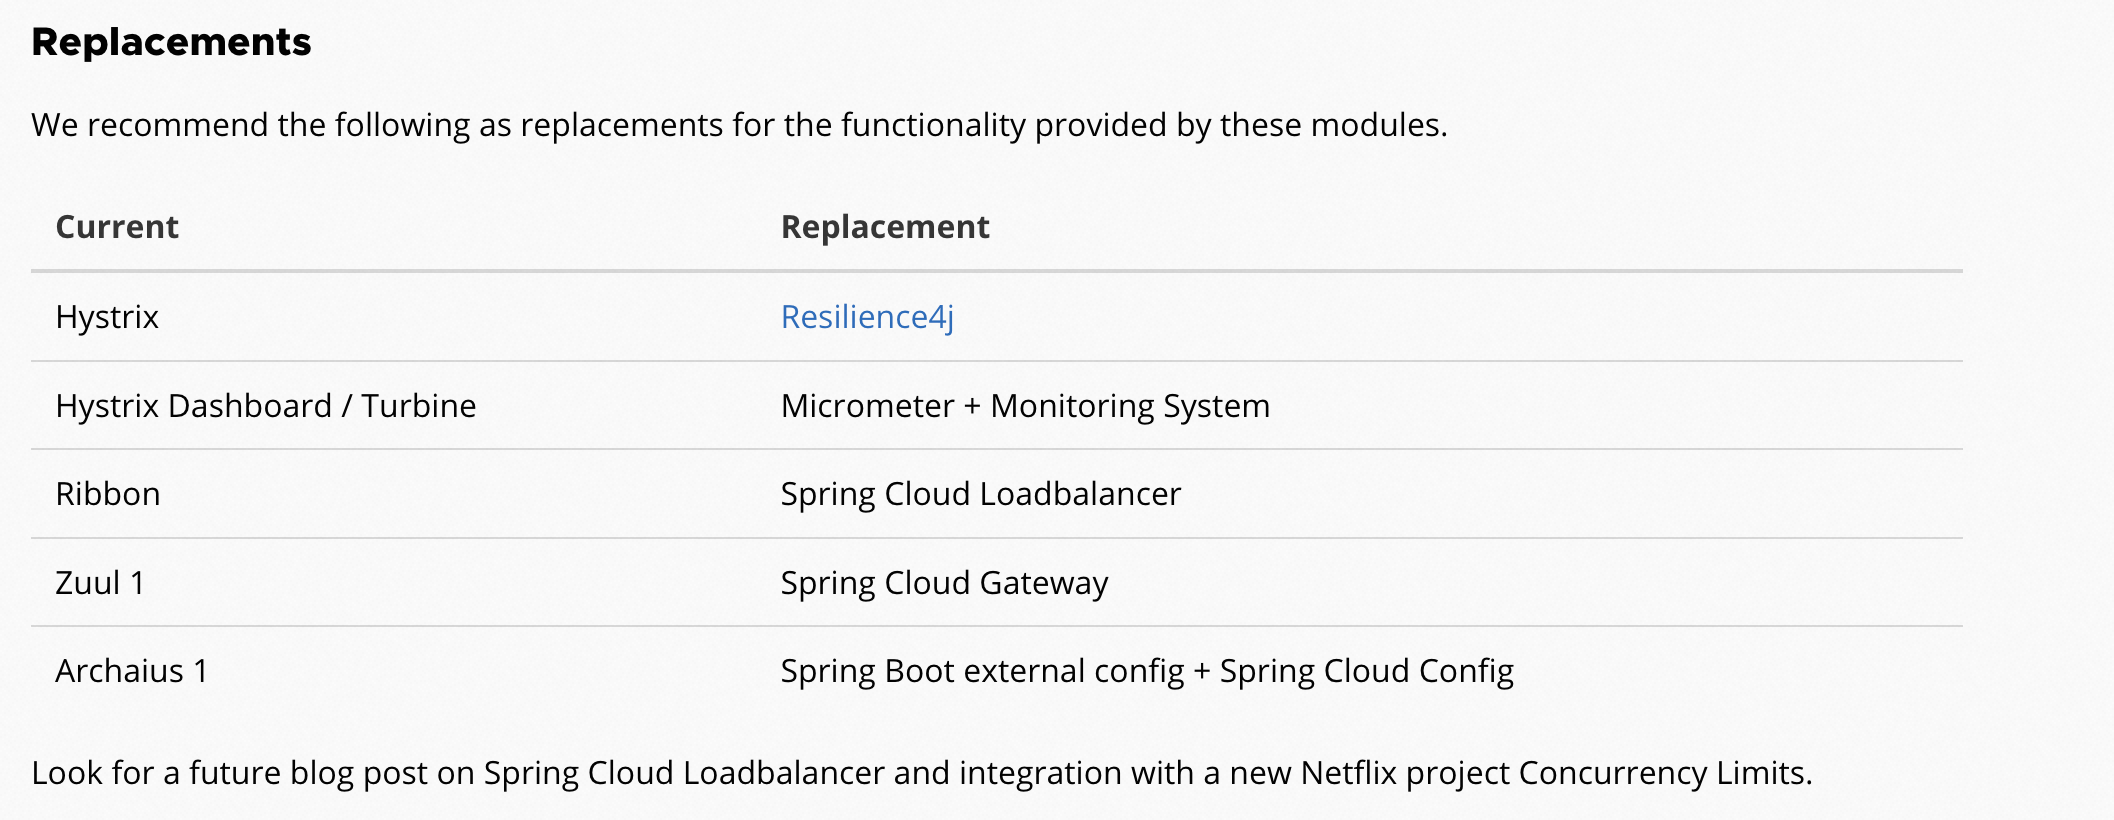 Replacements
We recommend the following as replacements for the functionality provided by these modules.
Current Replacement
Hystrix Resilience4j
Hystrix Dashboard / Turbine Micrometer + Monitoring System
Ribbon Spring Cloud Loadbalancer
Zuul 1 Spring Cloud Gateway
Archaius 1 Spring Boot external config + Spring Cloud Config
Look for a future blog post on Spring Cloud Loadbalancer and integration with a new Netflix project Concurrency Limits.